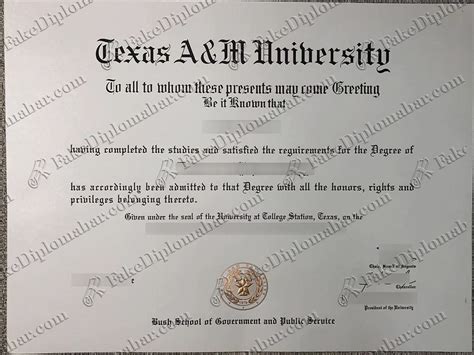 Texas A&M University
To all to whom these presents may come Greeting
Be it Known that
having completed the studies and satisfied the requirements for the Degree of
has accordingly been admitted to that Degree with all the honors, rights and
privileges belonging thereto.
Given under the seal of the University at College Station, Texas, on the
Chancellor
President of the University
Bush School of Government and Public Service
FakeDiplomabar.com